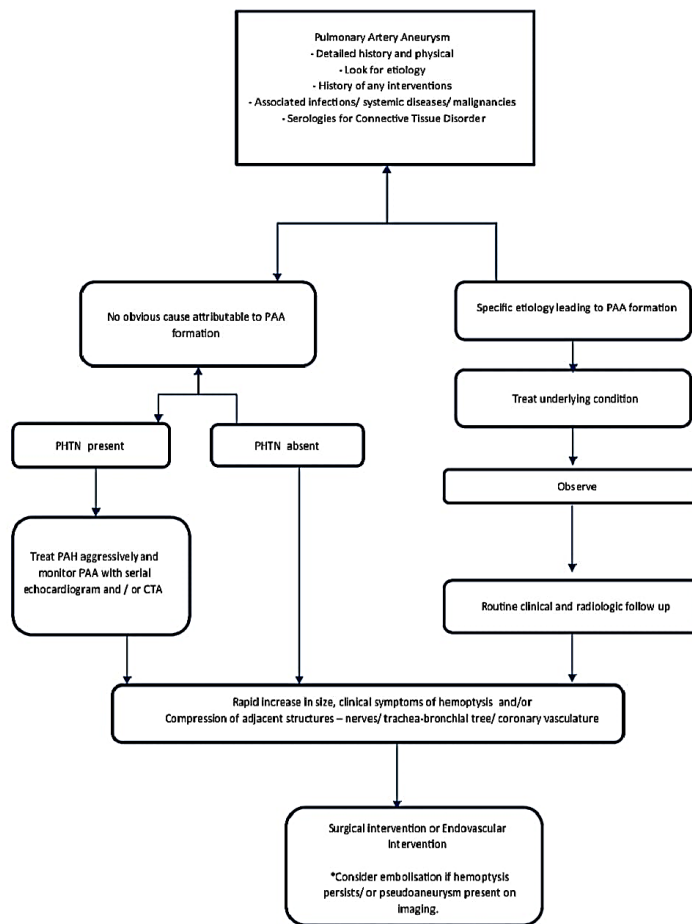 Pulmonary Artery Aneurysm
- Detailed history and physical
- Look for etiology
- History of any interventions
- Associated infections/ systemic diseases/ malignancies
- Serologies for Connective Tissue Disorder
No obvious cause attributable to PAA
formation
Specific etiology leading to PAA formation
Treat underlying condition
PHTN present
PHTN absent
Observe
Treat PAH aggressively and
monitor PAA with serial
echocardiogram and / or CTA
Routine clinical and radiologic follow up
Rapid increase in size, clinical symptoms of hemoptysis and/or
Compression of adjacent structures – nerves/ trachea-bronchial tree/ coronary vasculature
Surgical intervention or Endovascular
Intervention
*Consider embolisation if hemoptysis
persists/ or pseudoaneurysm present on
imaging.